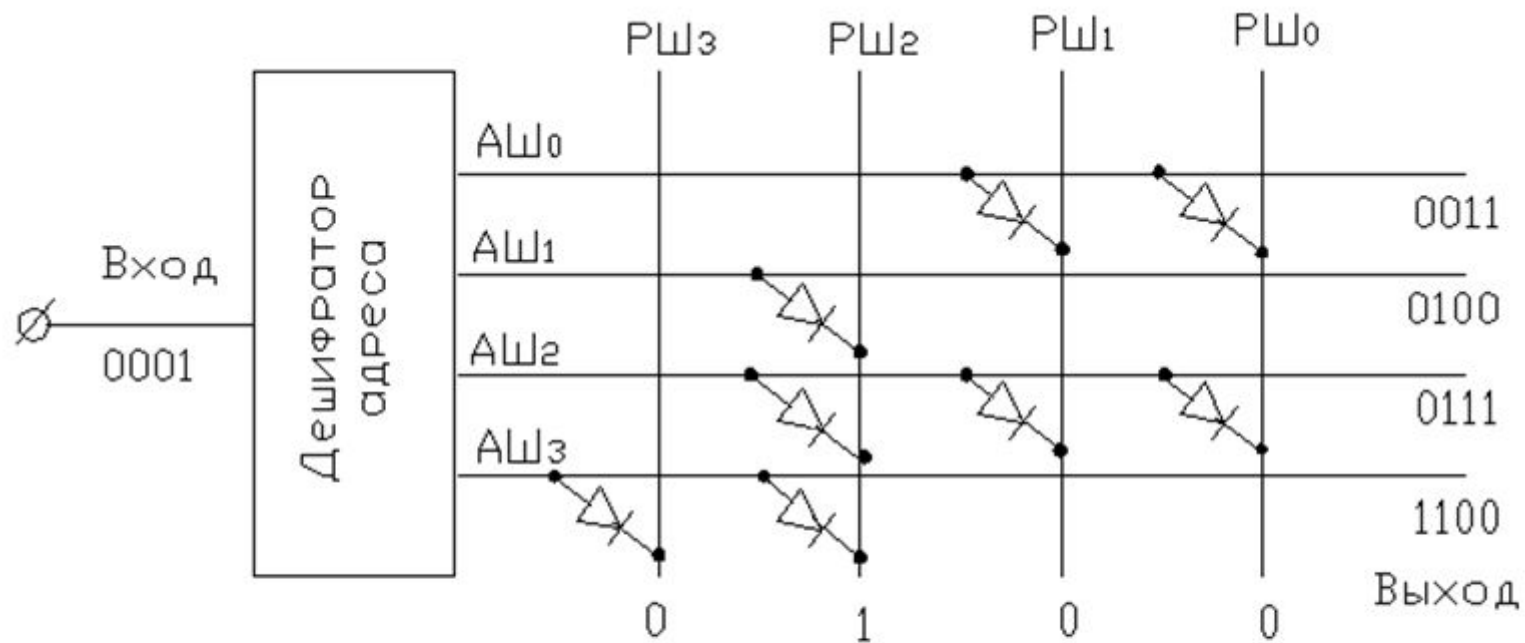 РШ3 РШ2 РШ1 РШ0
АШ0
0011
Вход
АШ1
0100
0001
Дешифратор
адреса
АШ2
0111
АШ3
1100
Выход
0 1 0 0